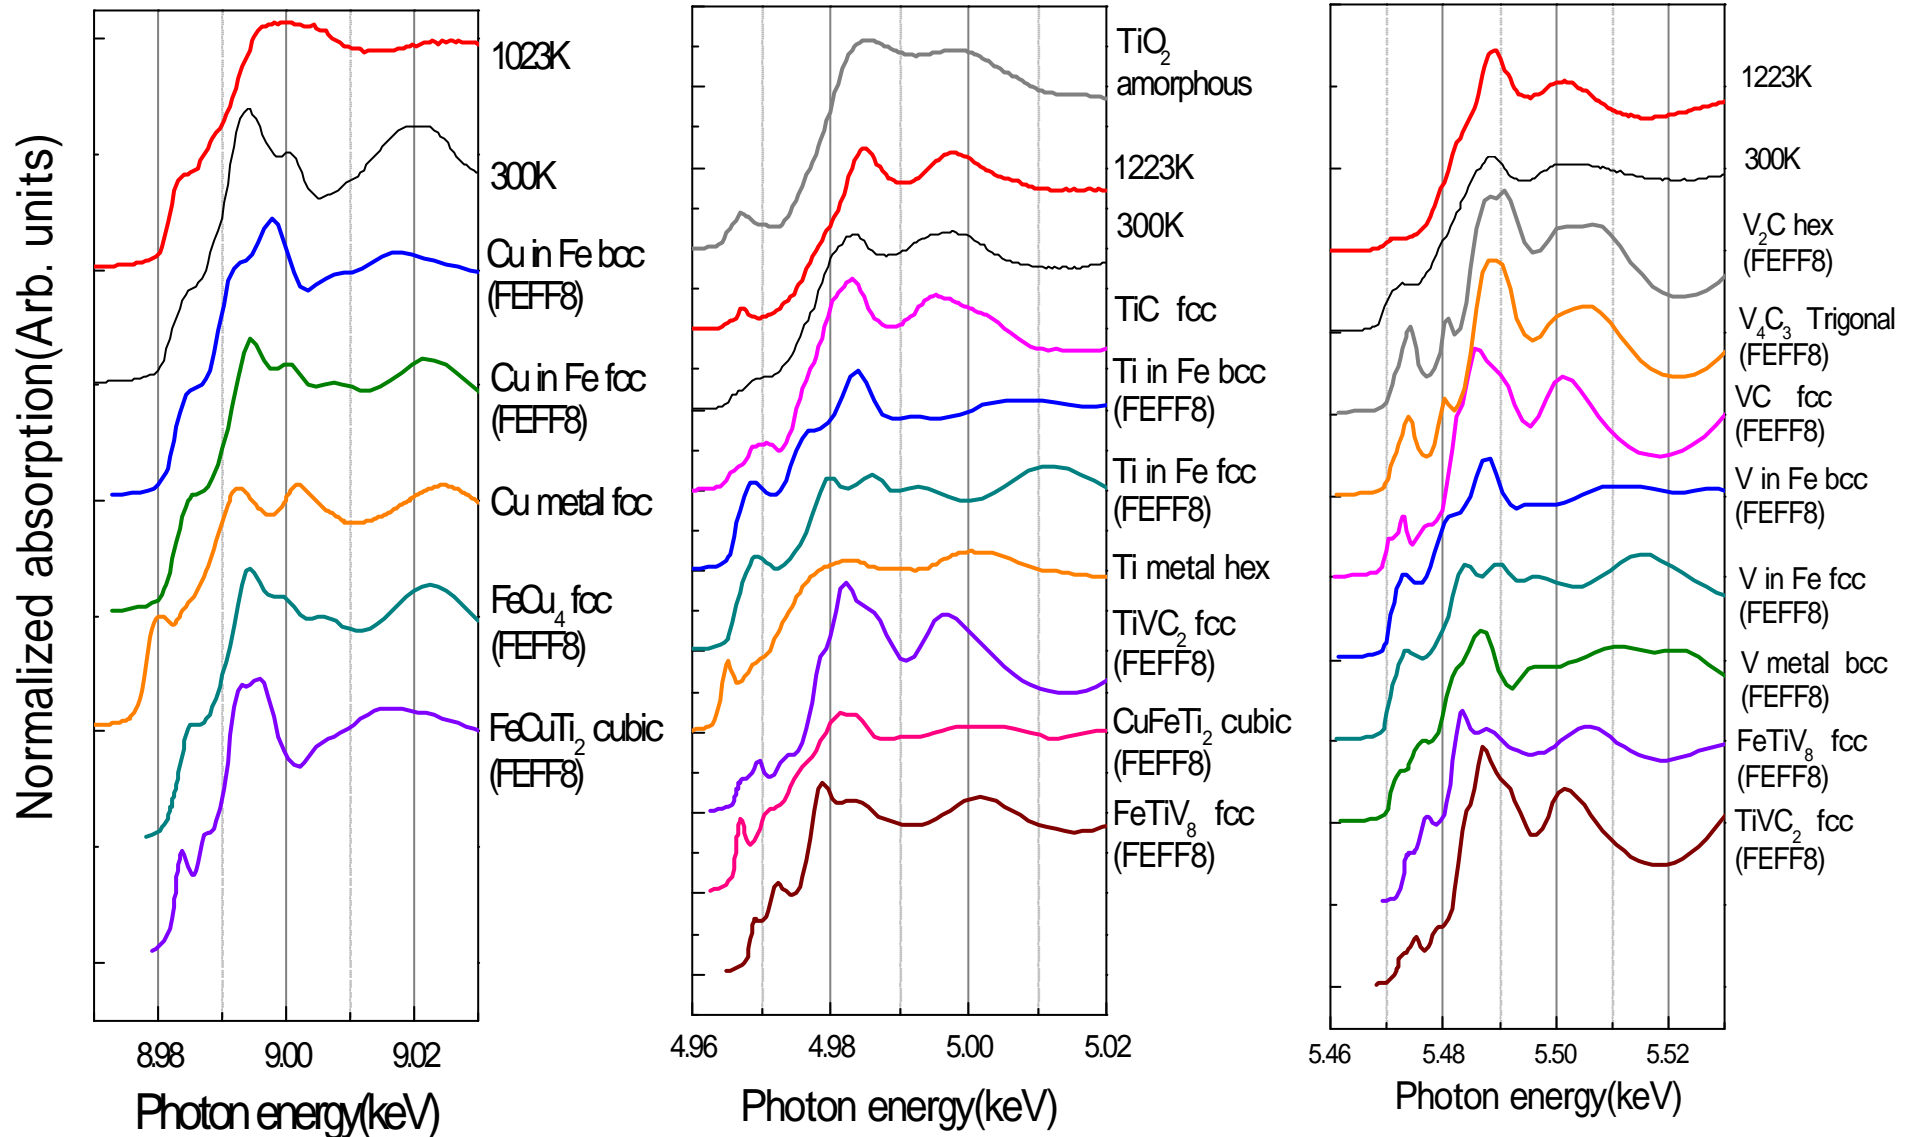 Normalized absorption(Arb. units)
1023K
300K
Cu in Fe bcc
(FEFF8)
Cu in Fe fcc
(FEFF8)
Cu metal fcc
FeCu4 fcc
(FEFF8)
FeCuTi2 cubic
(FEFF8)
8.98 9.00 9.02
Photon energy(keV)
TiO2
amorphous
1223K
300K
TiC fcc
Ti in Fe bcc
(FEFF8)
Ti in Fe fcc
(FEFF8)
Ti metal hex
TiVC2 fcc
(FEFF8)
CuFeTi2 cubic
(FEFF8)
FeTiV8 fcc
(FEFF8)
4.96 4.98 5.00 5.02
Photon energy(keV)
1223K
300K
V2C hex
(FEFF8)
V4C3 Trigonal
(FEFF8)
VC fcc
(FEFF8)
V in Fe bcc
(FEFF8)
V in Fe fcc
(FEFF8)
V metal bcc
(FEFF8)
FeTiV8 fcc
(FEFF8)
TiVC2 fcc
(FEFF8)
5.46 5.48 5.50 5.52
Photon energy(keV)